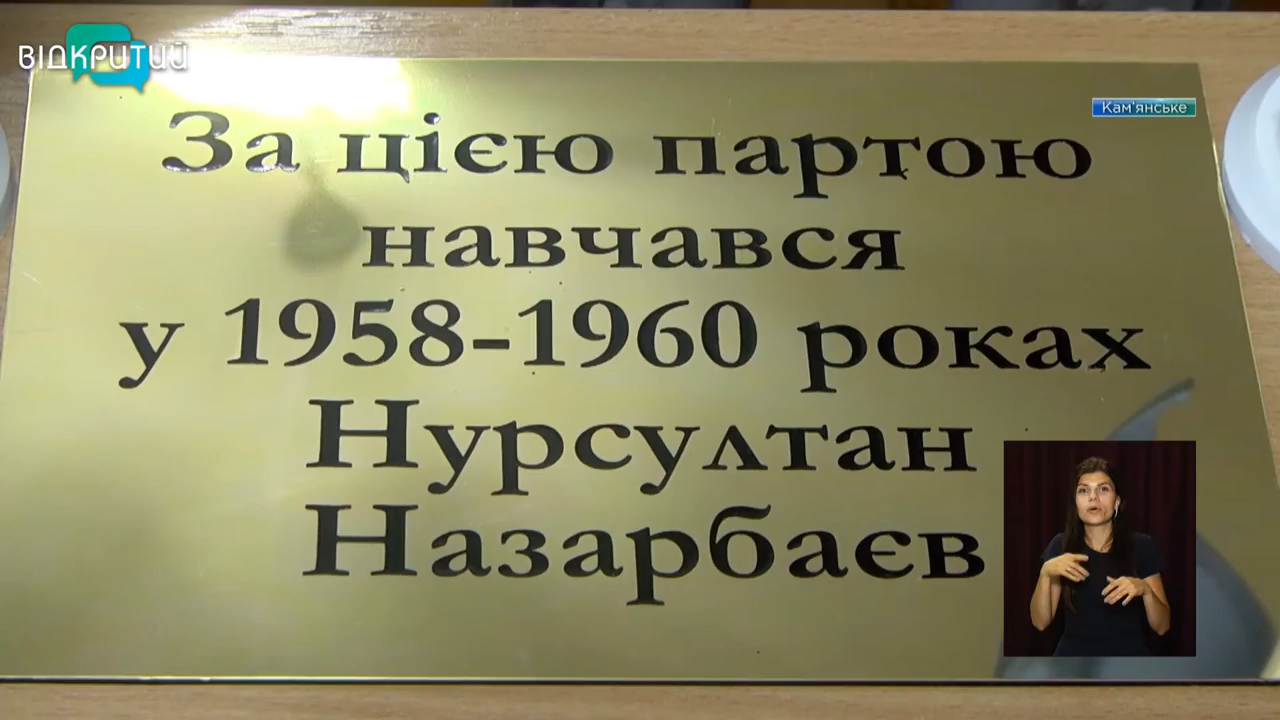 ВІДКРИТИЙ
Кам'янське
За цією партою
навчався
у 1958-1960 роках
Нурсултан
Назарбаєв